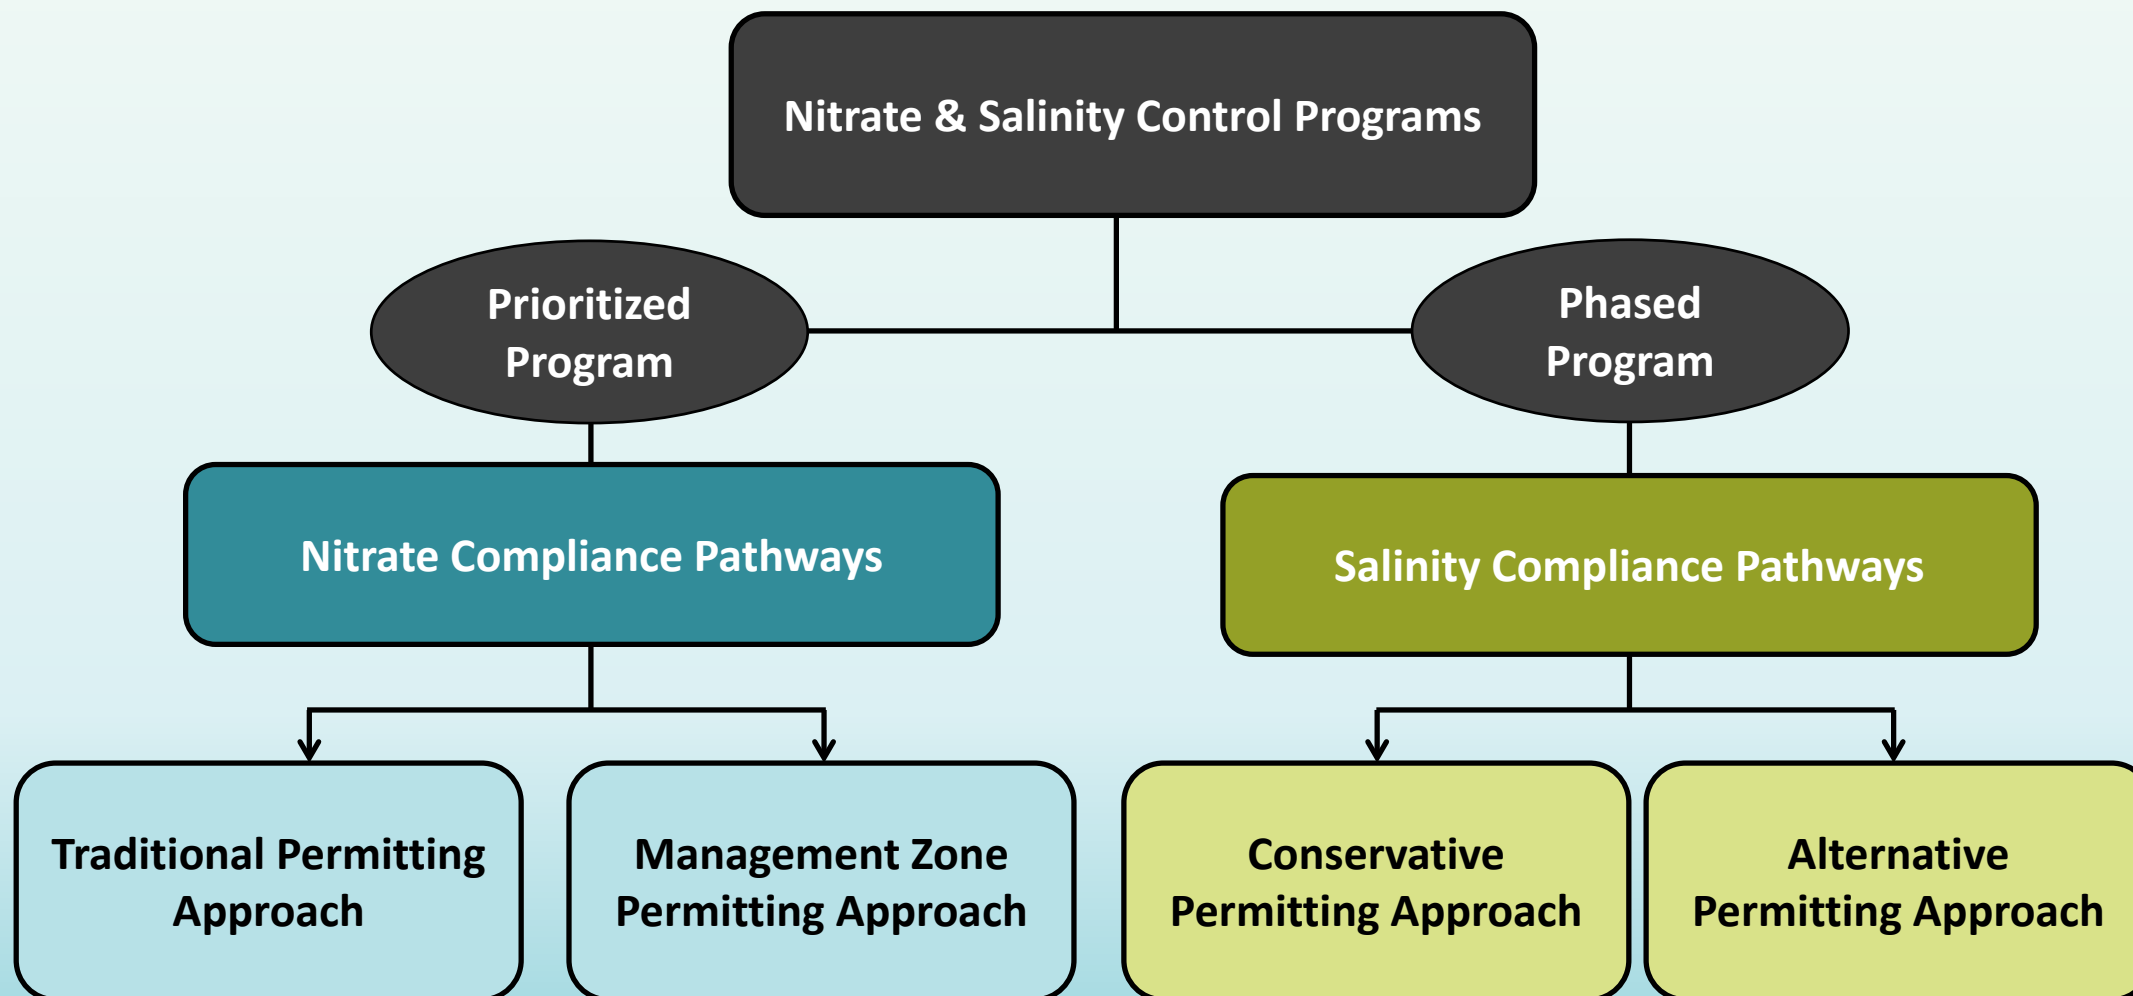 Nitrate & Salinity Control Programs
Prioritized
Program
Phased
Program
Nitrate Compliance Pathways
Salinity Compliance Pathways
Traditional Permitting
Approach
Management Zone
Permitting Approach
Conservative
Permitting Approach
Alternative
Permitting Approach